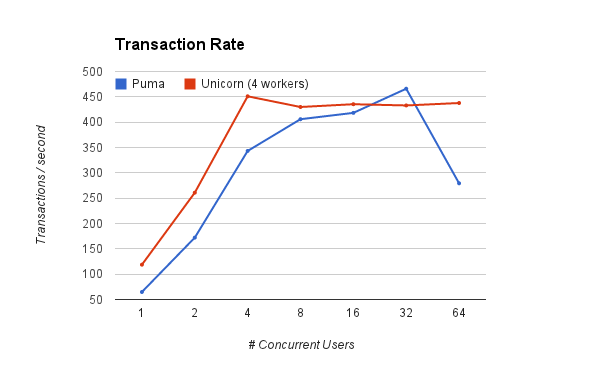 Transaction Rate
Puma Unicorn (4 workers)
500
450
400
350
300
250
200
150
100
50
Transactions / second
1 2 4 8 16 32 64
# Concurrent Users